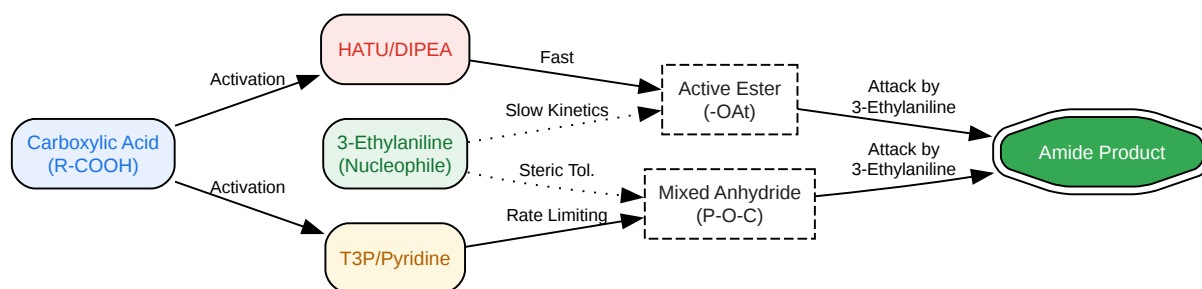 HATU/DIPEA
Fast
Activation
Active Ester
(-OAt)
Attack by
3-Ethylaniline
Slow Kinetics
Carboxylic Acid
(R-COOH)
3-Ethylaniline
(Nucleophile)
Amide Product
Attack by
3-Ethylaniline
Steric Tol.
Activation
Mixed Anhydride
(P-O-C)
Rate Limiting
T3P/Pyridine